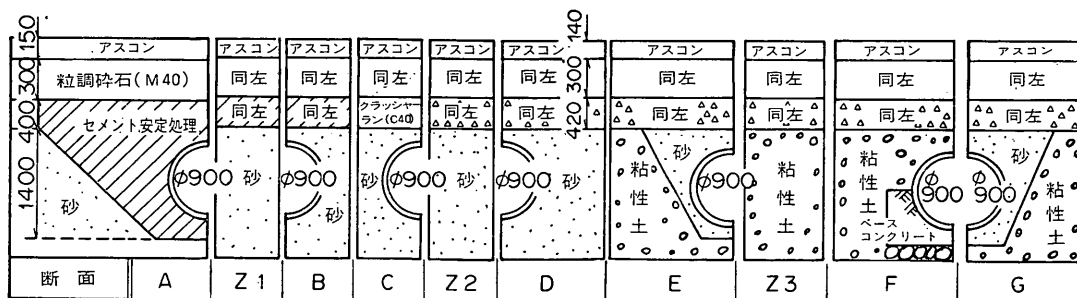 150
300
400
1400
アスコン
粒調砕石(M40)
セメント安定処理
砂
φ900
アスコン
同左
同左
砂
アスコン
同左
同左
φ900
砂
アスコン
同左
クラッシャー
ラン(C40)
砂
φ900
アスコン
同左
同左
砂
アスコン
同左
同左
φ900
砂
140
300
420
アスコン
同左
同左
砂
φ900
粘性土
アスコン
同左
同左
粘性土
アスコン
同左
同左
粘性土
φ900
ベース
コンクリート
アスコン
同左
同左
φ900
砂
粘性土
断面
A
Z1
B
C
Z2
D
E
Z3
F
G